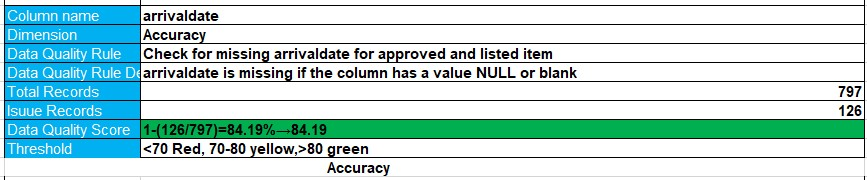 Column name arrivaldate
Dimension Accuracy
Data Quality Rule Check for missing arrivaldate for approved and listed item
Data Quality Rule De arrivaldate is missing if the column has a value NULL or blank
Total Records 797
Isuue Records 126
Data Quality Score 1-(126/797)=84.19%→84.19
Threshold <70 Red, 70-80 yellow,>80 green
Accuracy